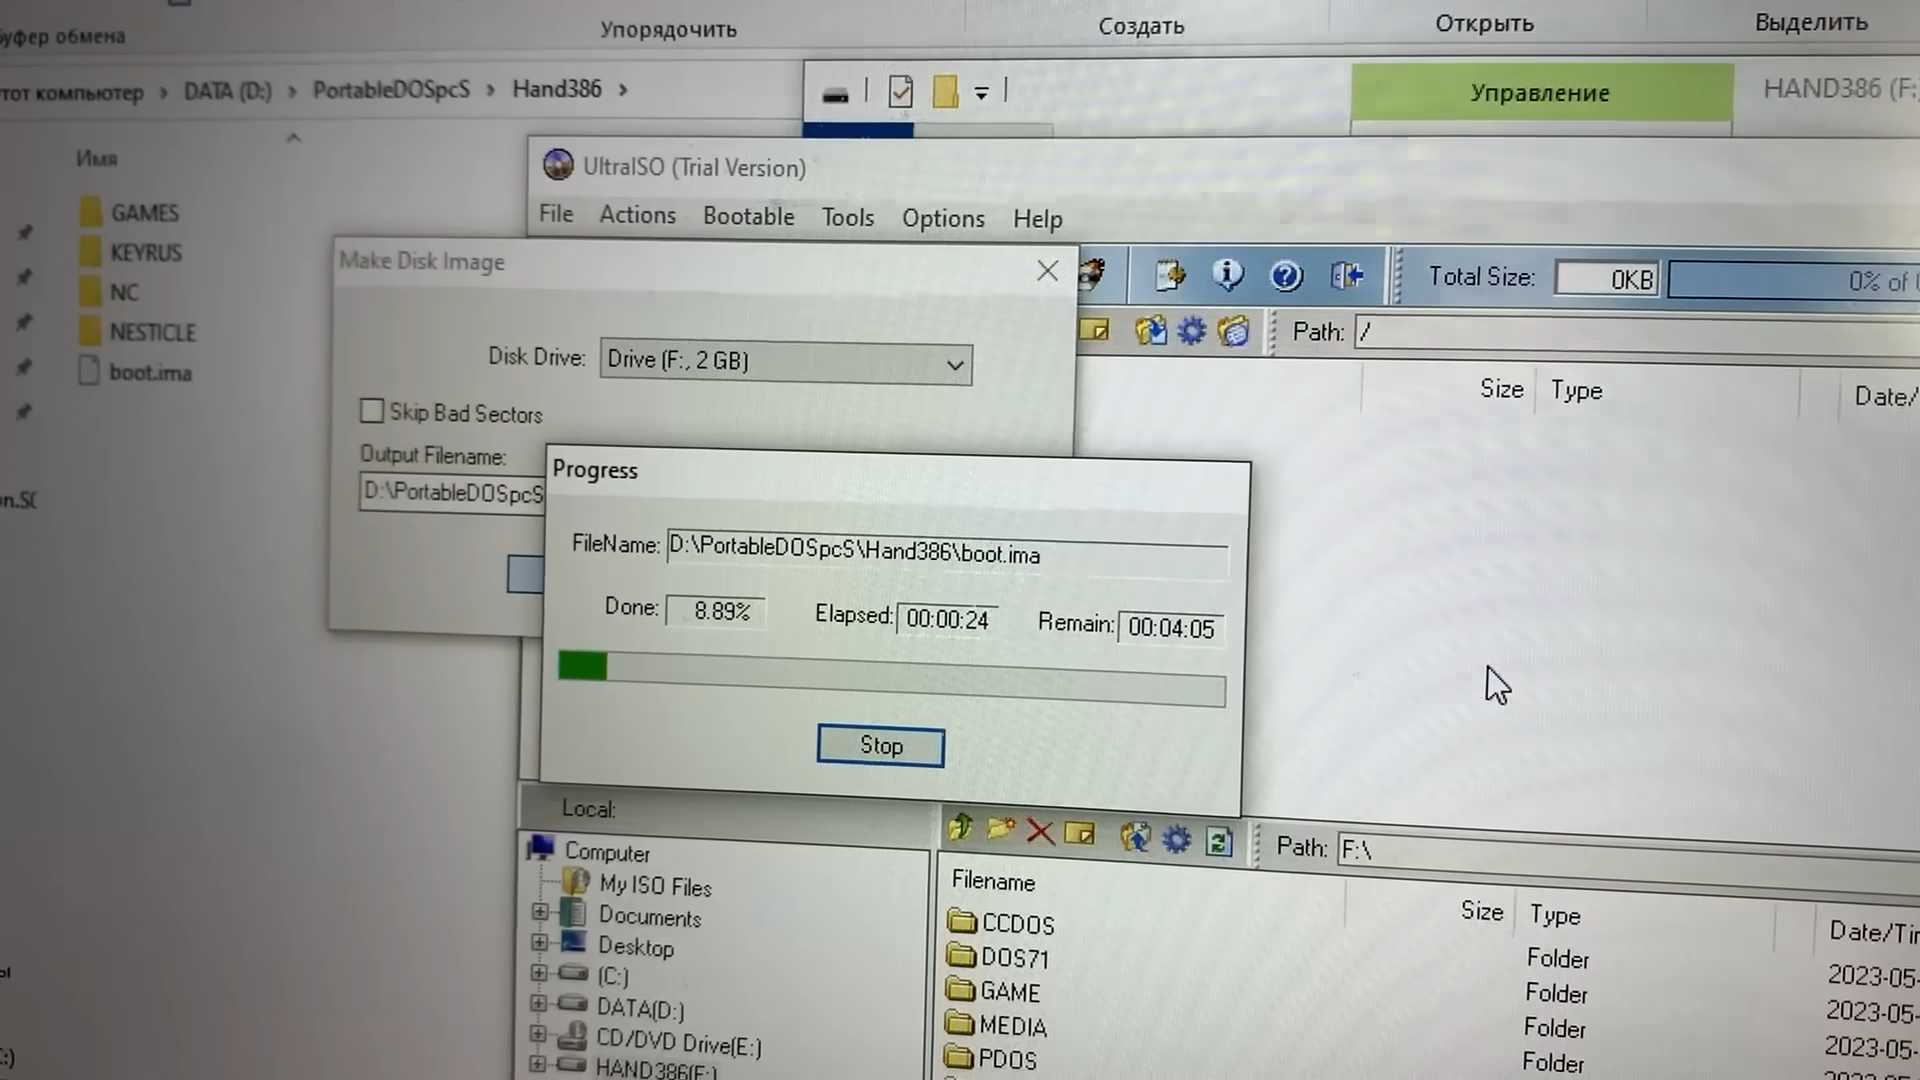 буфер обмена
Упорядочить
Создать
Открыть
Выделить
тот компьютер › DATA (D:) › PortableDOSpcS › Hand386 ›
Управление
HAND386 (F:
Имя
GAMES
KEYRUS
NC
NESTICLE
boot.ima
n.S(
UltraISO (Trial Version)
File Actions Bootable Tools Options Help
Total Size: 0KB 0% of
Path: /
Size Type Date/
Make Disk Image
Disk Drive: Drive (F:, 2 GB)
Skip Bad Sectors
Output Filename:
D:\PortableDOSpcS
Progress
FileName: D:\PortableDOSpcS\Hand386\boot.ima
Done: 8.89% Elapsed: 00:00:24 Remain: 00:04:05
Stop
Local:
Computer
My ISO Files
Documents
Desktop
(C:)
DATA(D:)
CD/DVD Drive(E:)
HAND386(F:)
Path: F:\
Filename Size Type Date/Tim
CCDOS Folder 2023-05-
DOS71 Folder 2023-05-
GAME Folder 2023-05-
MEDIA Folder
PDOS
:)